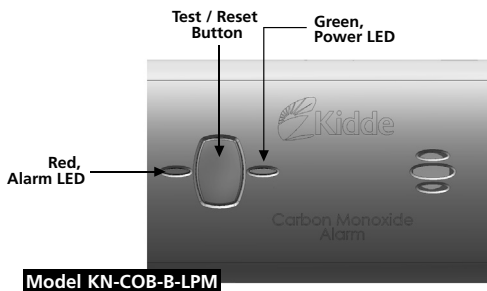 Test / Reset
Button
Green,
Power LED
Kidde
Red,
Alarm LED
Carbon Monoxide
Alarm
Model KN-COB-B-LPM